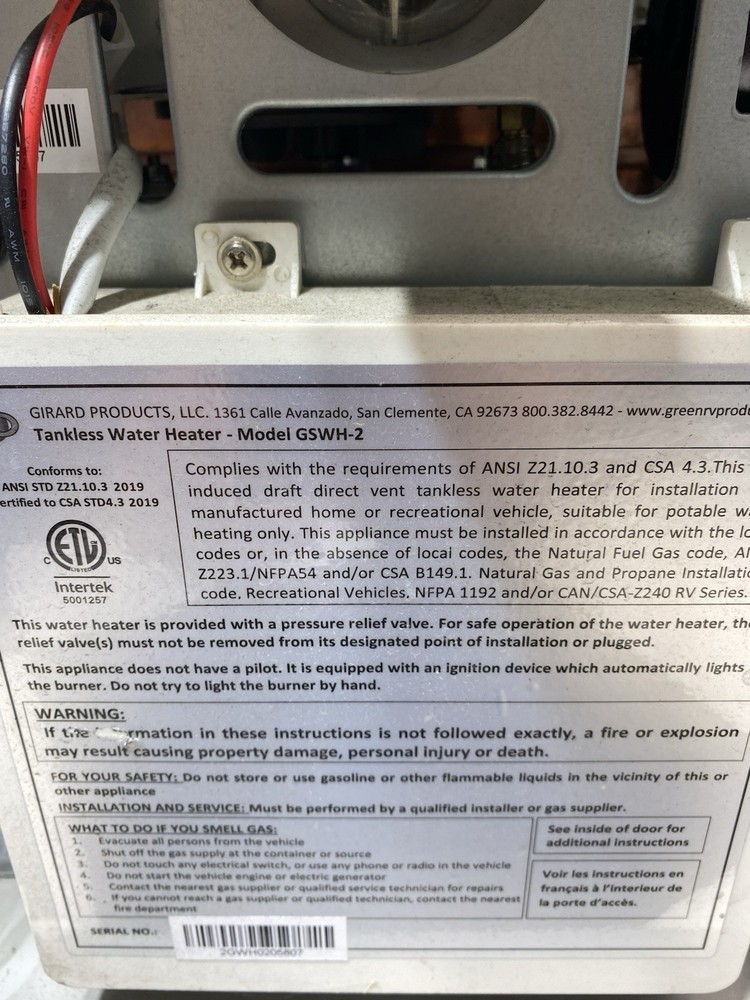 7
57280
AWM
GIRARD PRODUCTS, LLC. 1361 Calle Avanzado, San Clemente, CA 92673 800.382.8442 - www.greenrvprodu
Tankless Water Heater - Model GSWH-2
Conforms to:
ANSI STD Z21.10.3 2019
ertified to CSA STD4.3 2019
C ETL US
LISTED
Intertek
5001257
Complies with the requirements of ANSI Z21.10.3 and CSA 4.3.This
induced draft direct vent tankless water heater for installation
manufactured home or recreational vehicle, suitable for potable wa
heating only. This appliance must be installed in accordance with the lo
codes or, in the absence of local codes, the Natural Fuel Gas code, AN
Z223.1/NFPA54 and/or CSA B149.1. Natural Gas and Propane Installatio
code, Recreational Vehicles, NFPA 1192 and/or CAN/CSA-Z240 RV Series.
This water heater is provided with a pressure relief valve. For safe operation of the water heater, the
relief valve(s) must not be removed from its designated point of installation or plugged.
This appliance does not have a pilot. It is equipped with an ignition device which automatically lights
the burner. Do not try to light the burner by hand.
WARNING:
If the rmation in these instructions is not followed exactly, a fire or explosion
may result causing property damage, personal injury or death.
FOR YOUR SAFETY: Do not store or use gasoline or other flammable liquids in the vicinity of this or
other appliance
INSTALLATION AND SERVICE: Must be performed by a qualified installer or gas supplier.
WHAT TO DO IF YOU SMELL GAS:
1. Evacuate all persons from the vehicle
2. Shut off the gas supply at the container or source
3. Do not touch any electrical switch, or use any phone or radio in the vehicle
4. Do not start the vehicle engine or electric generator
5. Contact the nearest gas supplier or qualified service technician for repairs
6. If you cannot reach a gas supplier or qualified technician, contact the nearest
fire department
See inside of door for
additional instructions
Voir les instructions en
français à l'interieur de
la porte d'accès.
SERIAL NO.:
2GWH0205807